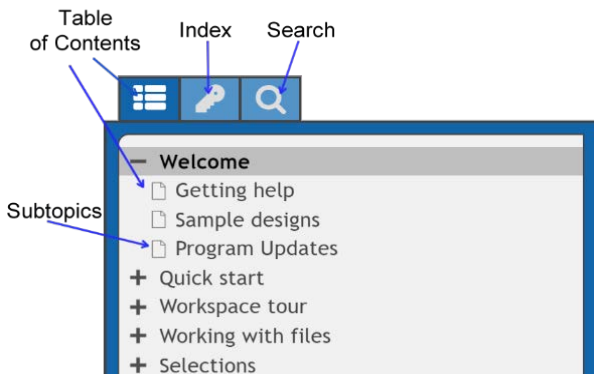 Table
of Contents
Index
Search
Welcome
Getting help
Sample designs
Subtopics
Program Updates
Quick start
Workspace tour
Working with files
Selections